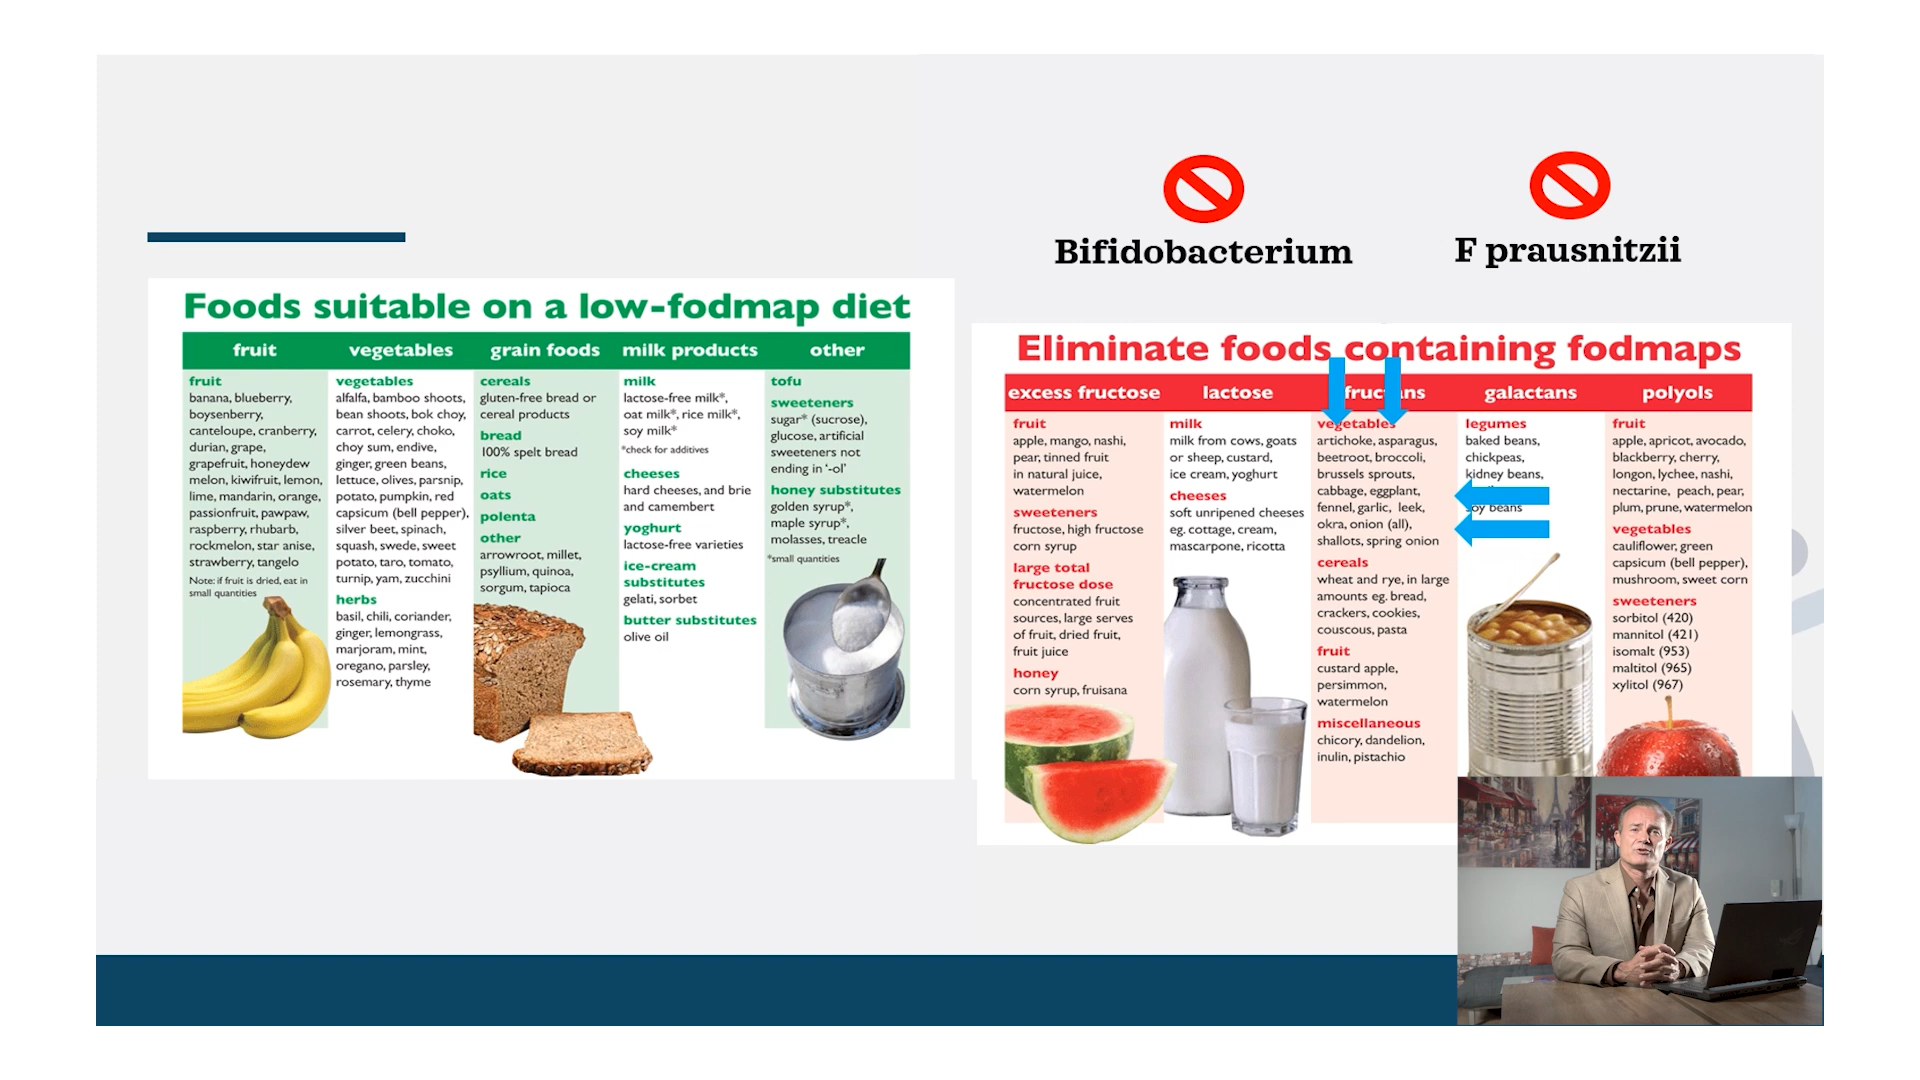 Bifidobacterium
F prausnitzii
Foods suitable on a low-fodmap diet
fruit
vegetables
grain foods
milk products
other
fruit
banana, blueberry,
boysenberry,
canteloupe, cranberry,
durian, grape,
grapefruit, honeydew
melon, kiwifruit, lemon,
lime, mandarin, orange,
passionfruit, pawpaw,
raspberry, rhubarb,
rockmelon, star anise,
strawberry, tangelo
Note: if fruit is dried, eat in
small quantities
vegetables
alfalfa, bamboo shoots,
bean shoots, bok choy,
carrot, celery, choko,
choy sum, endive,
ginger, green beans,
lettuce, olives, parsnip,
potato, pumpkin, red
capsicum (bell pepper),
silver beet, spinach,
squash, swede, sweet
potato, taro, tomato,
turnip, yam, zucchini
herbs
basil, chili, coriander,
ginger, lemongrass,
marjoram, mint,
oregano, parsley,
rosemary, thyme
cereals
gluten-free bread or
cereal products
bread
100% spelt bread
rice
oats
polenta
other
arrowroot, millet,
psyllium, quinoa,
sorgum, tapioca
milk
lactose-free milk*,
oat milk*, rice milk*,
soy milk*
*check for additives
cheeses
hard cheeses, and brie
and camembert
yoghurt
lactose-free varieties
ice-cream
substitutes
gelati, sorbet
butter substitutes
olive oil
tofu
sweeteners
sugar* (sucrose),
glucose, artificial
sweeteners not
ending in '-ol'
honey substitutes
golden syrup*,
maple syrup*,
molasses, treacle
*small quantities
Eliminate foods containing fodmaps
excess fructose
lactose
fructans
galactans
polyols
fruit
apple, mango, nashi,
pear, tinned fruit
in natural juice,
watermelon
sweeteners
fructose, high fructose
corn syrup
large total
fructose dose
concentrated fruit
sources, large serves
of fruit, dried fruit,
fruit juice
honey
corn syrup, fruisana
milk
milk from cows, goats
or sheep, custard,
ice cream, yoghurt
cheeses
soft unripened cheeses
eg. cottage, cream,
mascarpone, ricotta
vegetables
artichoke, asparagus,
beetroot, broccoli,
brussels sprouts,
cabbage, eggplant,
fennel, garlic, leek,
okra, onion (all),
shallots, spring onion
cereals
wheat and rye, in large
amounts eg. bread,
crackers, cookies,
couscous, pasta
fruit
custard apple,
persimmon,
watermelon
miscellaneous
chicory, dandelion,
inulin, pistachio
legumes
baked beans,
chickpeas,
kidney beans,
soy beans
fruit
apple, apricot, avocado,
blackberry, cherry,
longon, lychee, nashi,
nectarine, peach, pear,
plum, prune, watermelon
vegetables
cauliflower, green
capsicum (bell pepper),
mushroom, sweet corn
sweeteners
sorbitol (420)
mannitol (421)
isomalt (953)
maltitol (965)
xylitol (967)